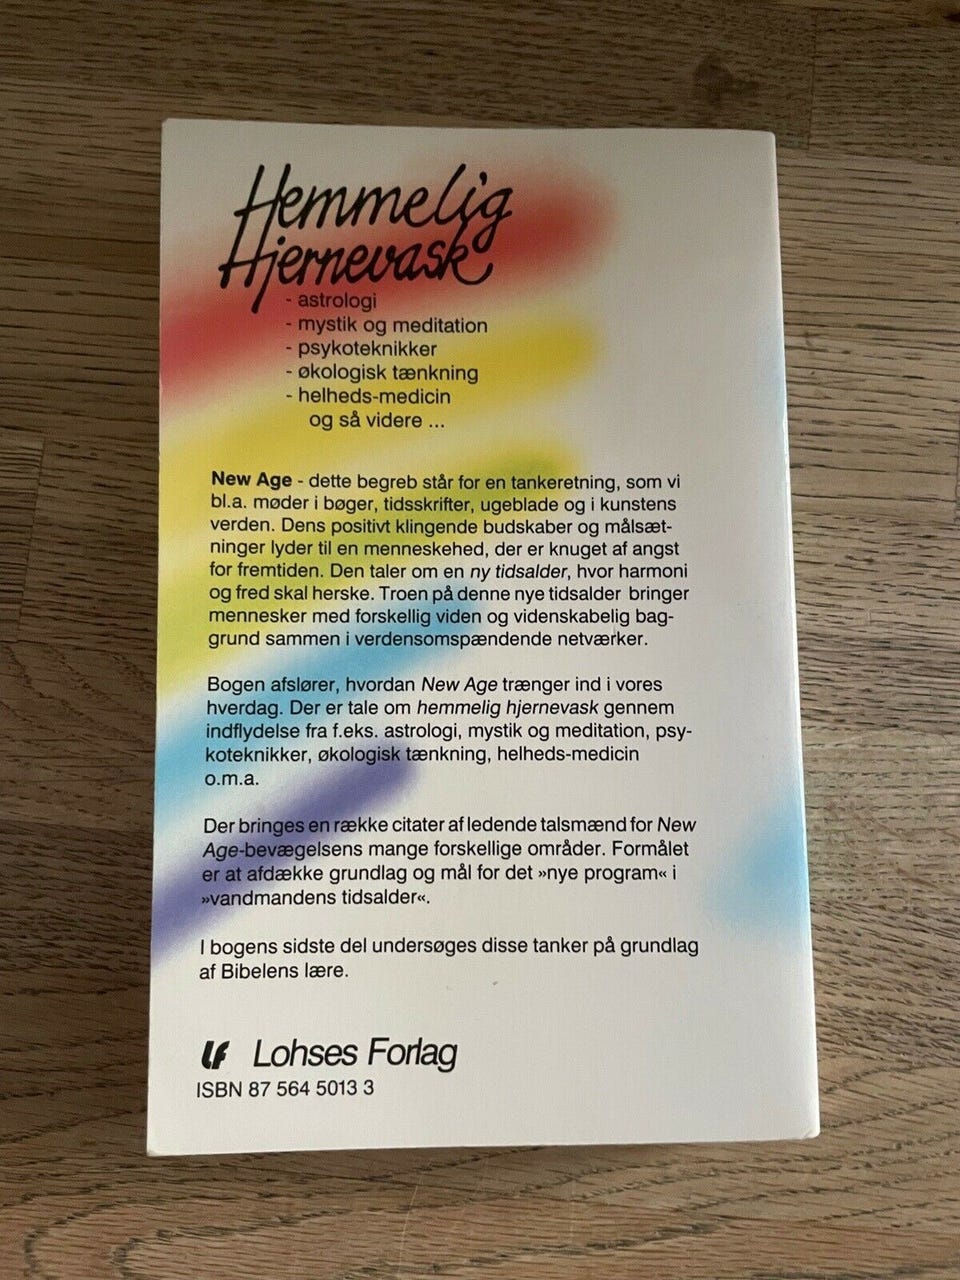 Hemmelig
Hjernevask
- astrologi
- mystik og meditation
- psykoteknikker
- økologisk tænkning
- helheds-medicin
og så videre ...
New Age - dette begreb står for en tankeretning, som vi
bl.a. møder i bøger, tidsskrifter, ugeblade og i kunstens
verden. Dens positivt klingende budskaber og målsæt-
ninger lyder til en menneskehed, der er knuget af angst
for fremtiden. Den taler om en ny tidsalder, hvor harmoni
og fred skal herske. Troen på denne nye tidsalder bringer
mennesker med forskellig viden og videnskabelig bag-
grund sammen i verdensomspændende netværker.
Bogen afslører, hvordan New Age trænger ind i vores
hverdag. Der er tale om hemmelig hjernevask gennem
indflydelse fra f.eks. astrologi, mystik og meditation, psy-
koteknikker, økologisk tænkning, helheds-medicin
o.m.a.
Der bringes en række citater af ledende talsmænd for New
Age-bevægelsens mange forskellige områder. Formålet
er at afdække grundlag og mål for det »nye program« i
»vandmandens tidsalder«.
I bogens sidste del undersøges disse tanker på grundlag
af Bibelens lære.
LF Lohses Forlag
ISBN 87 564 5013 3